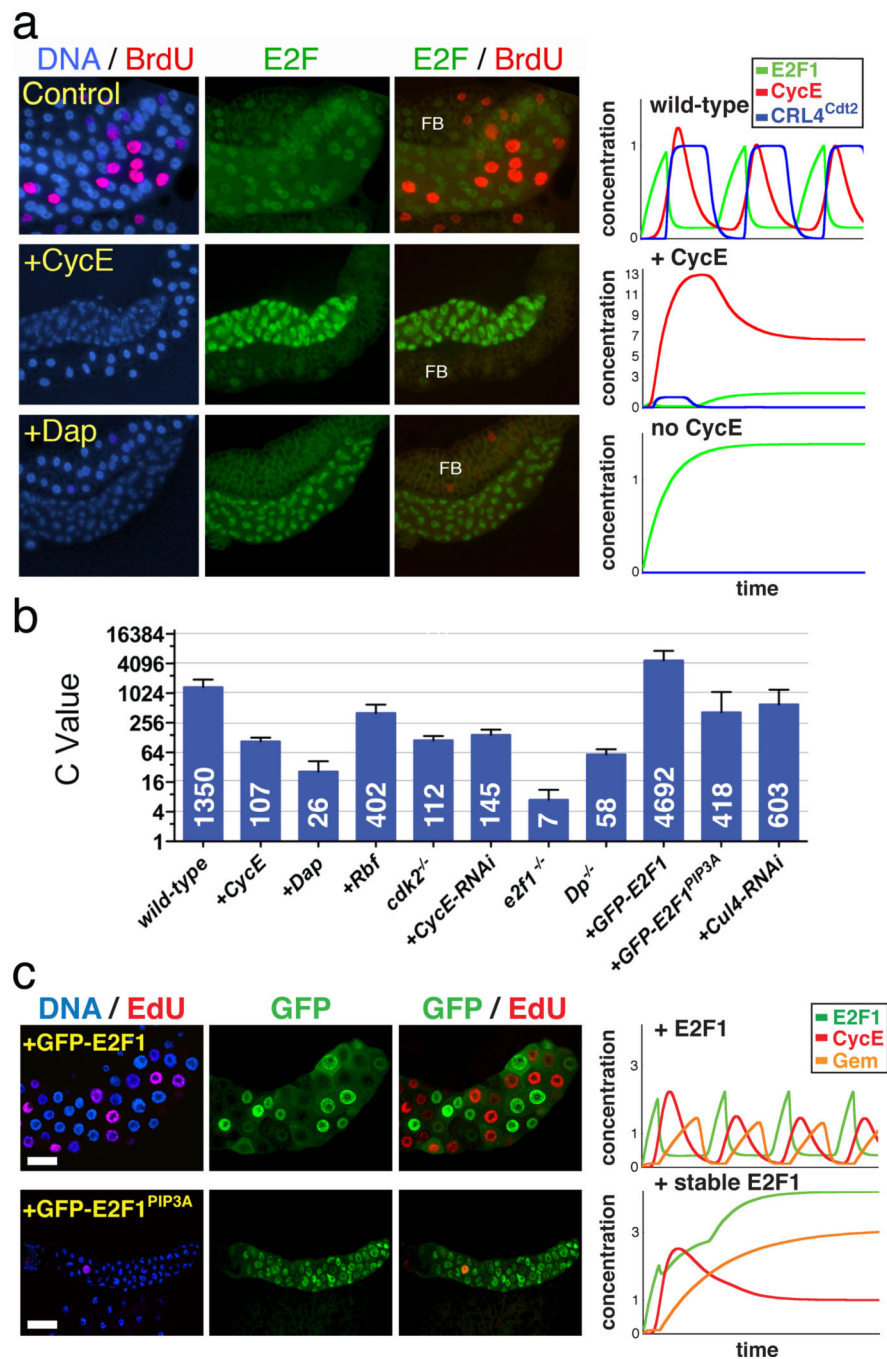 a
DNA / BrdU
E2F
E2F / BrdU
Control
FB
+CycE
FB
+Dap
FB
E2F1
CycE
CRL4Cdt2
wild-type
concentration
1
0
+ CycE
concentration
13
11
9
7
5
3
1
0
no CycE
concentration
1
0
time
b
C Value
16384
4096
1024
256
64
16
4
1
1350
107
26
402
112
145
7
58
4692
418
603
wild-type
+CycE
+Dap
+Rbf
cdk2-/-
+CycE-RNAi
e2f1-/-
Dp-/-
+GFP-E2F1
+GFP-E2F1PIP3A
+Cul4-RNAi
c
DNA / EdU
GFP
GFP / EdU
+GFP-E2F1
+GFP-E2F1PIP3A
E2F1
CycE
Gem
+ E2F1
concentration
3
1
0
+ stable E2F1
concentration
3
1
0
time